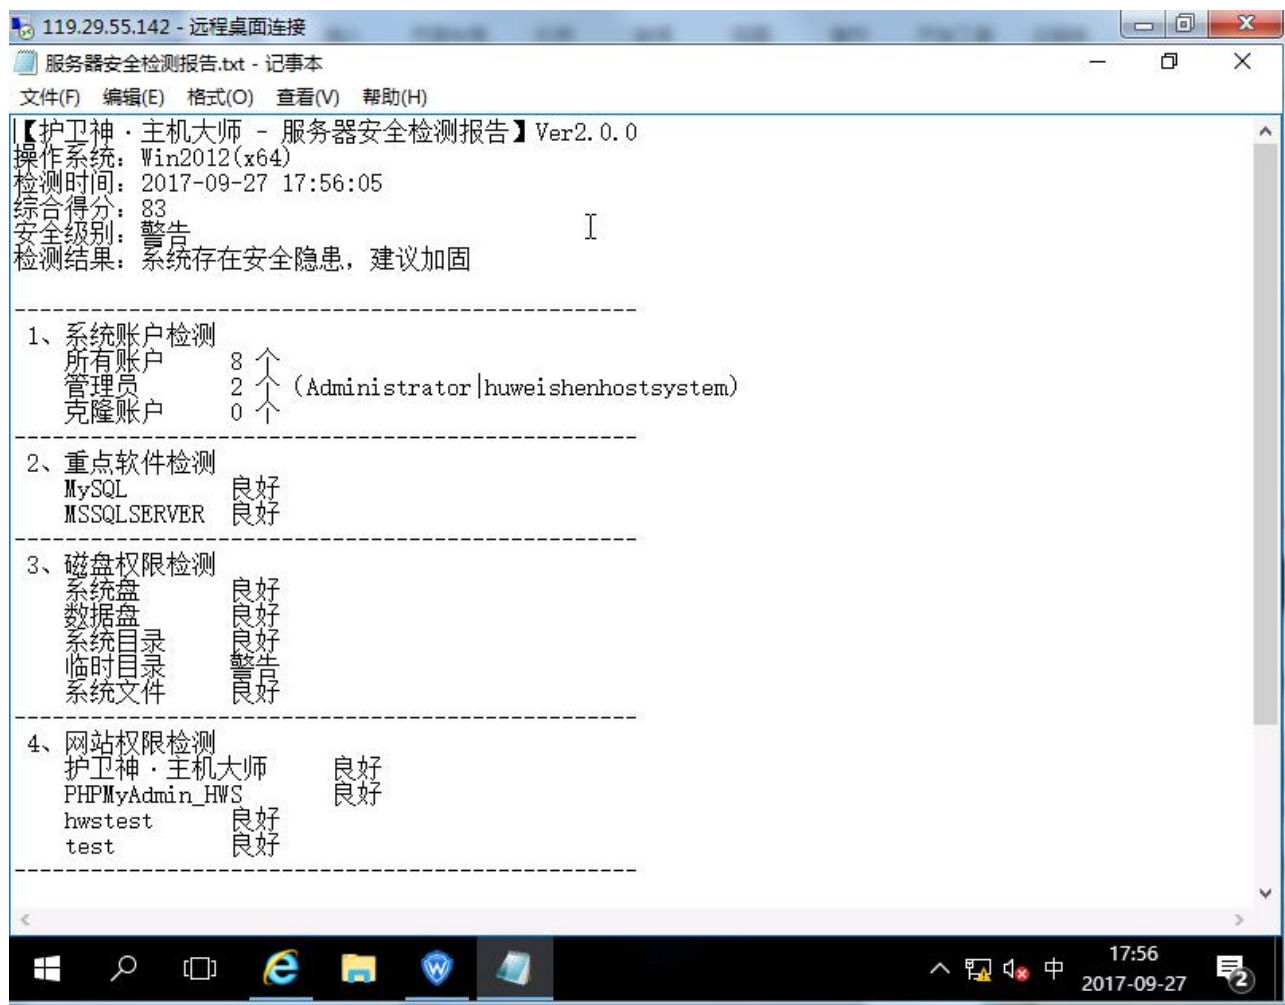 119.29.55.142 - 远程桌面连接
服务器安全检测报告.txt - 记事本
文件(F) 编辑(E) 格式(O) 查看(V) 帮助(H)
【护卫神·主机大师 - 服务器安全检测报告】Ver2.0.0
操作系统: Win2012(x64)
检测时间: 2017-09-27 17:56:05
综合得分: 83
安全级别: 警告
检测结果: 系统存在安全隐患, 建议加固
-------------------------------------------------
1、系统账户检测
所有账户 8 个
管理员 2 个 (Administrator|huweishenhostsystem)
克隆账户 0 个
-------------------------------------------------
2、重点软件检测
MySQL 良好
MSSQLSERVER 良好
-------------------------------------------------
3、磁盘权限检测
系统盘 良好
数据盘 良好
系统目录 良好
临时目录 警告
系统文件 良好
-------------------------------------------------
4、网站权限检测
护卫神·主机大师 良好
PHPMyAdmin_HWS 良好
hwstest 良好
test 良好
-------------------------------------------------
中
17:56
2017-09-27
2